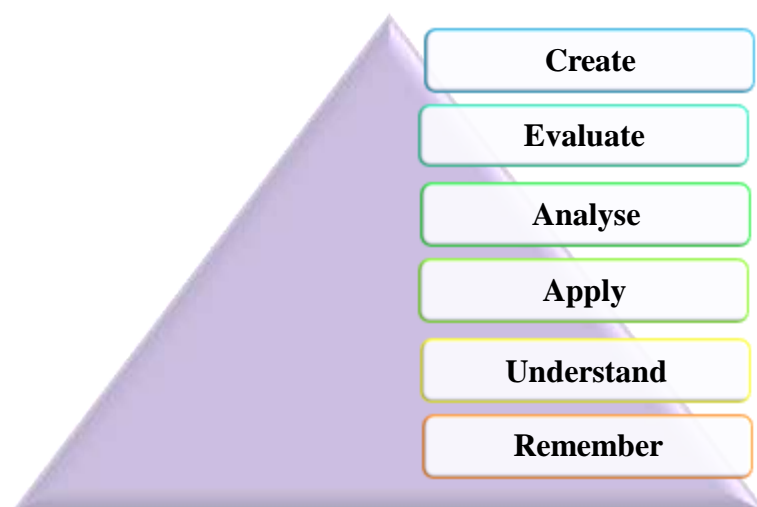 Create
Evaluate
Analyse
Apply
Understand
Remember